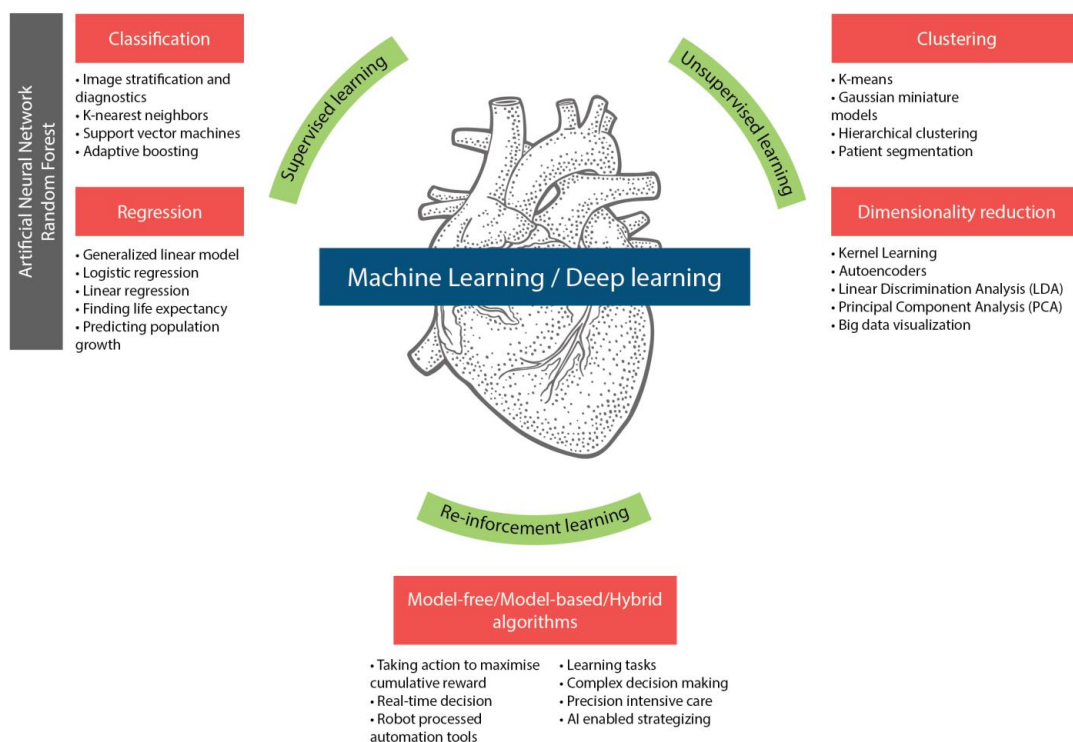 Artificial Neural Network
Random Forest
Classification
• Image stratification and
diagnostics
• K-nearest neighbors
• Support vector machines
• Adaptive boosting
Regression
• Generalized linear model
• Logistic regression
• Linear regression
• Finding life expectancy
• Predicting population
growth
Supervised learning
Machine Learning / Deep learning
Unsupervised learning
Clustering
• K-means
• Gaussian miniature
models
• Hierarchical clustering
• Patient segmentation
Dimensionality reduction
• Kernel Learning
• Autoencoders
• Linear Discrimination Analysis (LDA)
• Principal Component Analysis (PCA)
• Big data visualization
Re-inforcement learning
Model-free/Model-based/Hybrid
algorithms
• Taking action to maximise
cumulative reward
• Real-time decision
• Robot processed
automation tools
• Learning tasks
• Complex decision making
• Precision intensive care
• AI enabled strategizing